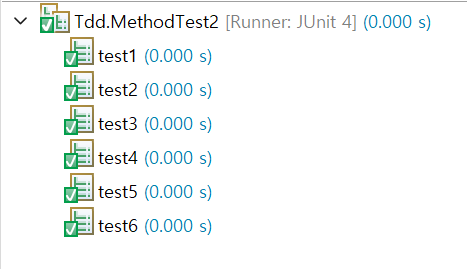 Tdd.MethodTest2 [Runner: JUnit 4] (0.000 s)
test1 (0.000 s)
test2 (0.000 s)
test3 (0.000 s)
test4 (0.000 s)
test5 (0.000 s)
test6 (0.000 s)